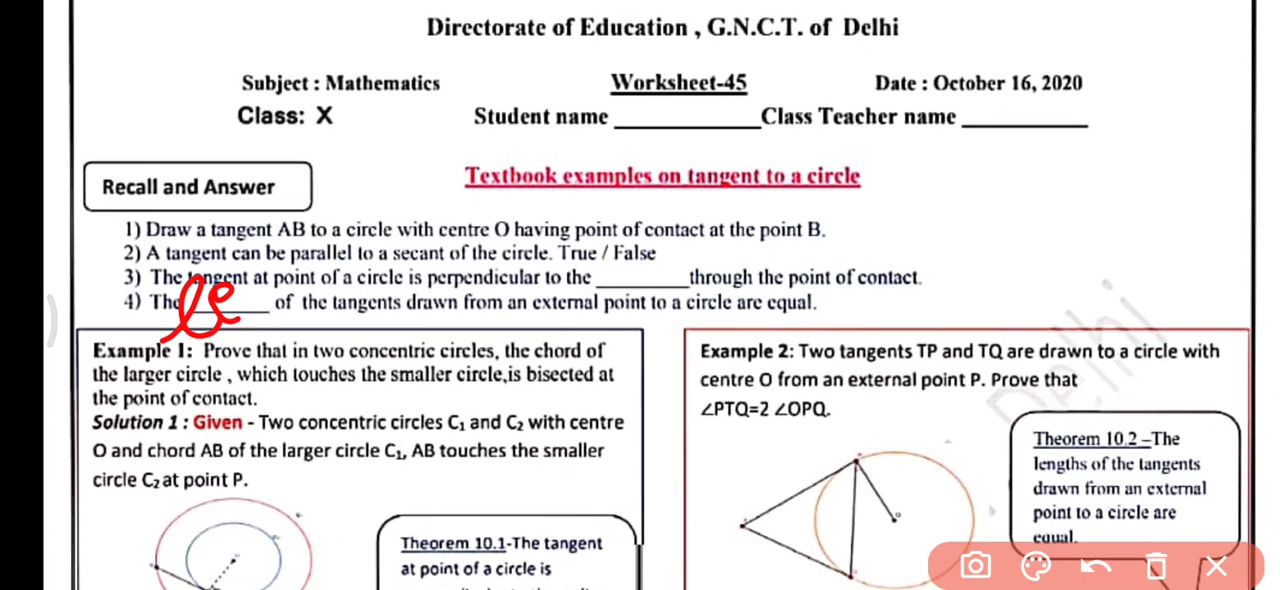 Directorate of Education , G.N.C.T. of Delhi
Subject : Mathematics Worksheet-45 Date : October 16, 2020
Class: X Student name ____________ Class Teacher name ____________
Recall and Answer
Textbook examples on tangent to a circle
1) Draw a tangent AB to a circle with centre O having point of contact at the point B.
2) A tangent can be parallel to a secant of the circle. True / False
3) The tengent at point of a circle is perpendicular to the ________ through the point of contact.
4) The le ________ of the tangents drawn from an external point to a circle are equal.
Example 1: Prove that in two concentric circles, the chord of
the larger circle , which touches the smaller circle,is bisected at
the point of contact.
Solution 1 : Given - Two concentric circles C₁ and C₂ with centre
O and chord AB of the larger circle C₁, AB touches the smaller
circle C₂ at point P.
Theorem 10.1-The tangent
at point of a circle is
Example 2: Two tangents TP and TQ are drawn to a circle with
centre O from an external point P. Prove that
∠PTQ=2 ∠OPQ.
Theorem 10.2 –The
lengths of the tangents
drawn from an external
point to a circle are
equal.
Delhi